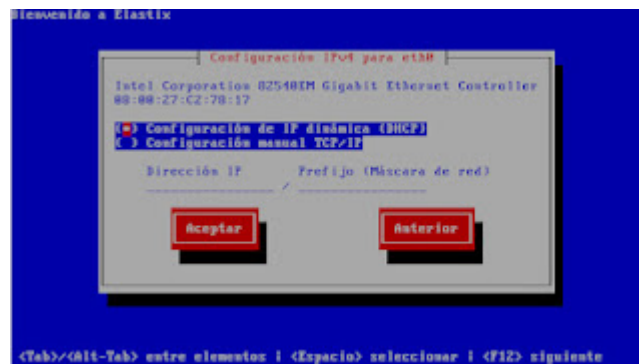 Bienvenido a Elastix
Configuración IPv4 para eth0
Intel Corporation 82540EM Gigabit Ethernet Controller
08:00:27:C2:78:17
(*) Configuración de IP dinámica (DHCP)
( ) Configuración manual TCP/IP
Dirección IP Prefijo (Máscara de red)
/
Aceptar Anterior
<Tab>/<Alt-Tab> entre elementos | <Espacio> seleccionar | <F12> siguiente